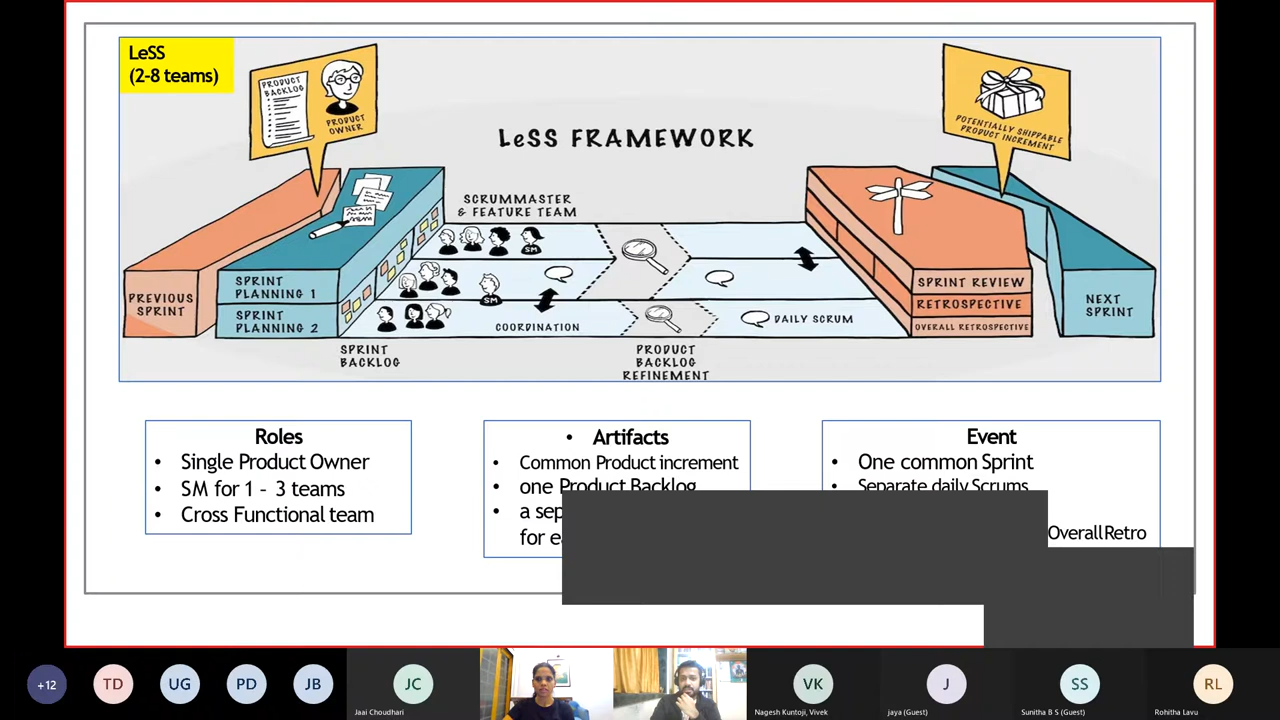 LeSS
(2-8 teams)
PRODUCT
BACKLOG
PRODUCT
OWNER
LeSS FRAMEWORK
POTENTIALLY SHIPPABLE
PRODUCT INCREMENT
SCRUMMASTER
& FEATURE TEAM
SM
SM
PREVIOUS
SPRINT
SPRINT
PLANNING 1
SPRINT
PLANNING 2
COORDINATION
DAILY SCRUM
SPRINT
BACKLOG
PRODUCT
BACKLOG
REFINEMENT
SPRINT REVIEW
RETROSPECTIVE
OVERALL RETROSPECTIVE
NEXT
SPRINT
Roles
• Single Product Owner
• SM for 1 - 3 teams
• Cross Functional team
• Artifacts
• Common Product increment
• one Product Backlog
• a sep
for e
Event
• One common Sprint
• Separate daily Scrums
Overall Retro
+12
TD
UG
PD
JB
JC
Jaai Choudhari
VK
Nagesh Kuntoji, Vivek
J
jaya (Guest)
SS
Sunitha B S (Guest)
RL
Rohitha Lavu